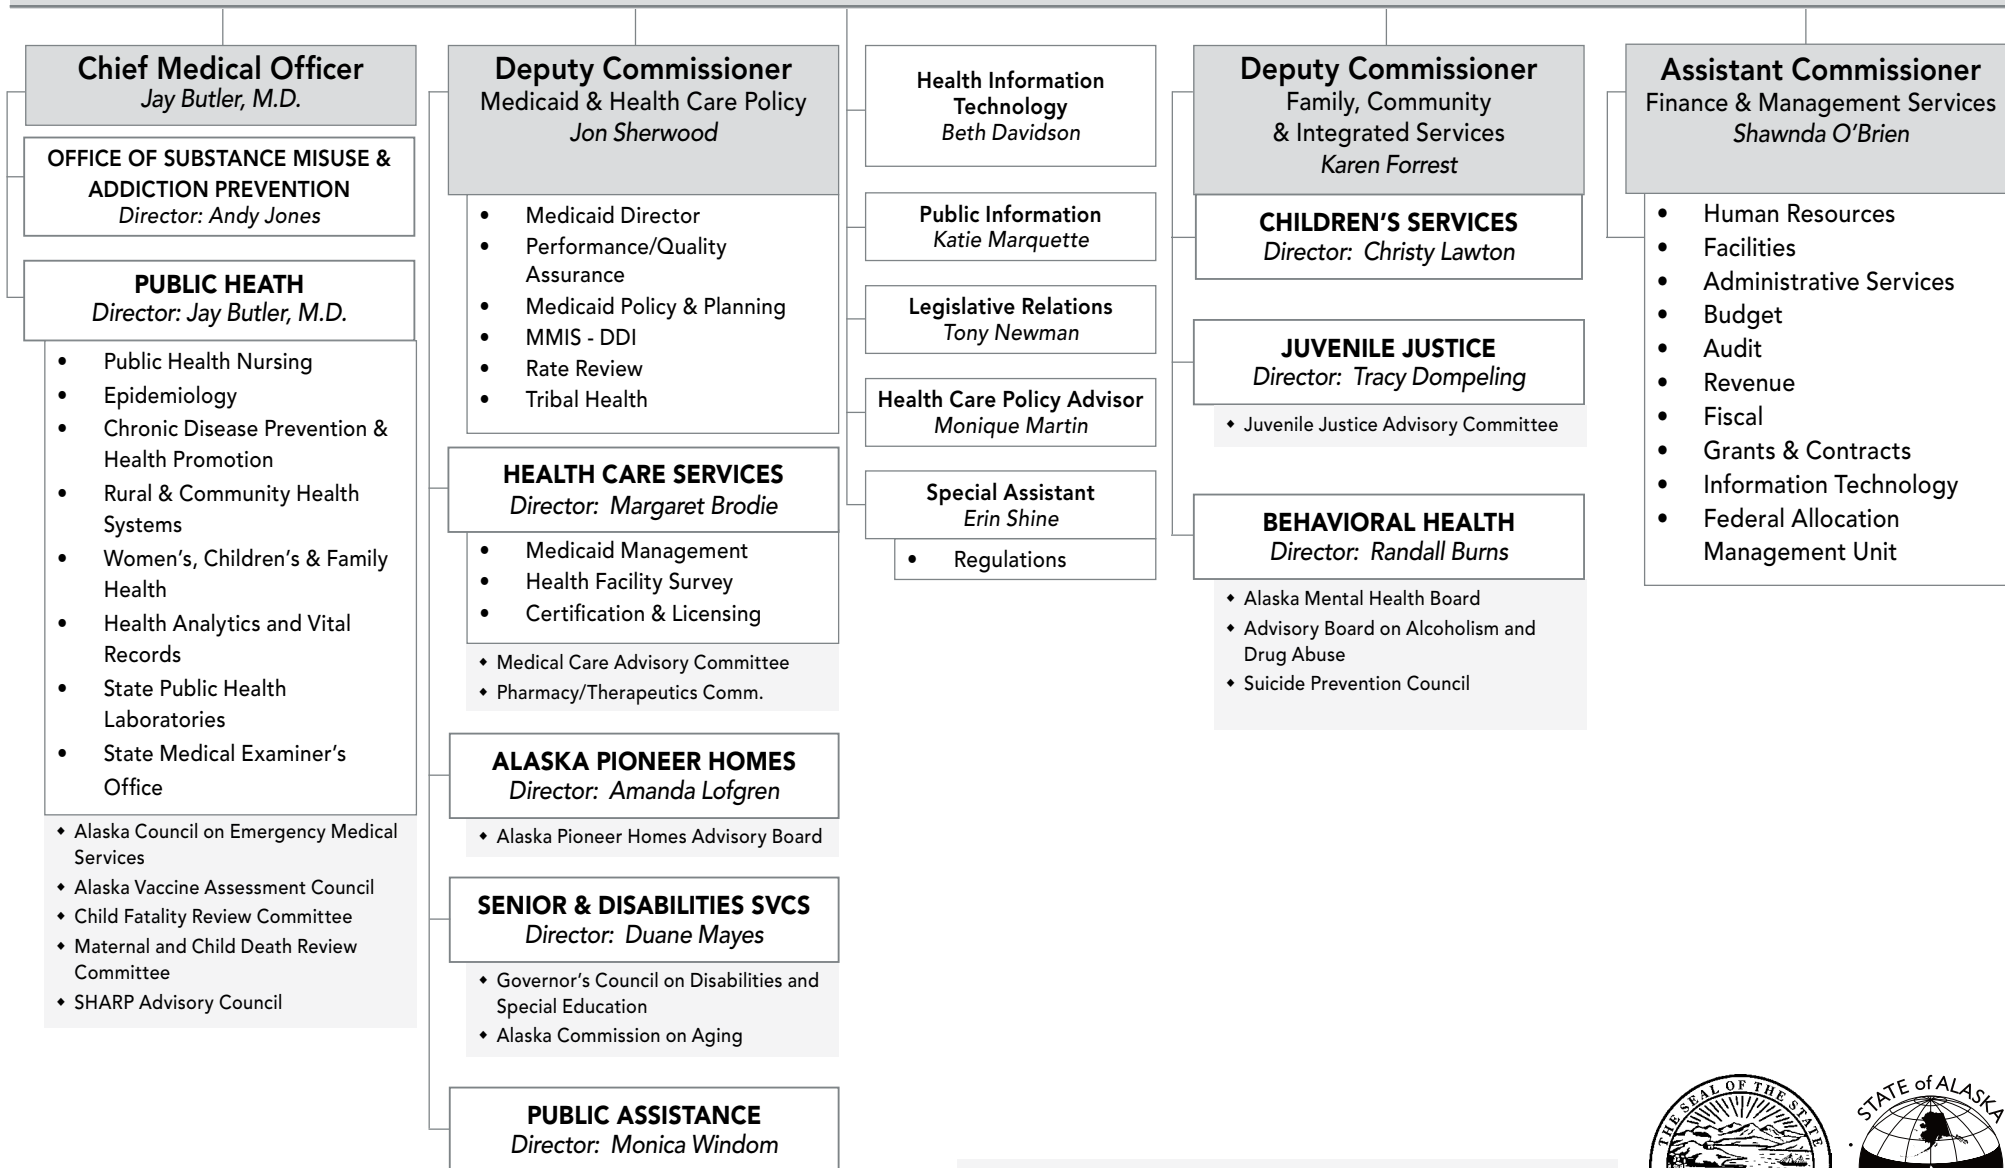 Chief Medical Officer
Jay Butler, M.D.
OFFICE OF SUBSTANCE MISUSE &
ADDICTION PREVENTION
Director: Andy Jones
PUBLIC HEATH
Director: Jay Butler, M.D.
• Public Health Nursing
• Epidemiology
• Chronic Disease Prevention &
Health Promotion
• Rural & Community Health
Systems
• Women's, Children's & Family
Health
• Health Analytics and Vital
Records
• State Public Health
Laboratories
• State Medical Examiner's
Office
◆ Alaska Council on Emergency Medical
Services
◆ Alaska Vaccine Assessment Council
◆ Child Fatality Review Committee
◆ Maternal and Child Death Review
Committee
◆ SHARP Advisory Council
Deputy Commissioner
Medicaid & Health Care Policy
Jon Sherwood
• Medicaid Director
• Performance/Quality
Assurance
• Medicaid Policy & Planning
• MMIS - DDI
• Rate Review
• Tribal Health
HEALTH CARE SERVICES
Director: Margaret Brodie
• Medicaid Management
• Health Facility Survey
• Certification & Licensing
◆ Medical Care Advisory Committee
◆ Pharmacy/Therapeutics Comm.
ALASKA PIONEER HOMES
Director: Amanda Lofgren
◆ Alaska Pioneer Homes Advisory Board
SENIOR & DISABILITIES SVCS
Director: Duane Mayes
◆ Governor's Council on Disabilities and
Special Education
◆ Alaska Commission on Aging
PUBLIC ASSISTANCE
Director: Monica Windom
Health Information
Technology
Beth Davidson
Public Information
Katie Marquette
Legislative Relations
Tony Newman
Health Care Policy Advisor
Monique Martin
Special Assistant
Erin Shine
• Regulations
Deputy Commissioner
Family, Community
& Integrated Services
Karen Forrest
CHILDREN'S SERVICES
Director: Christy Lawton
JUVENILE JUSTICE
Director: Tracy Dompeling
◆ Juvenile Justice Advisory Committee
BEHAVIORAL HEALTH
Director: Randall Burns
◆ Alaska Mental Health Board
◆ Advisory Board on Alcoholism and
Drug Abuse
◆ Suicide Prevention Council
Assistant Commissioner
Finance & Management Services
Shawnda O'Brien
• Human Resources
• Facilities
• Administrative Services
• Budget
• Audit
• Revenue
• Fiscal
• Grants & Contracts
• Information Technology
• Federal Allocation
Management Unit
THE SEAL OF THE STATE
STATE of ALASKA